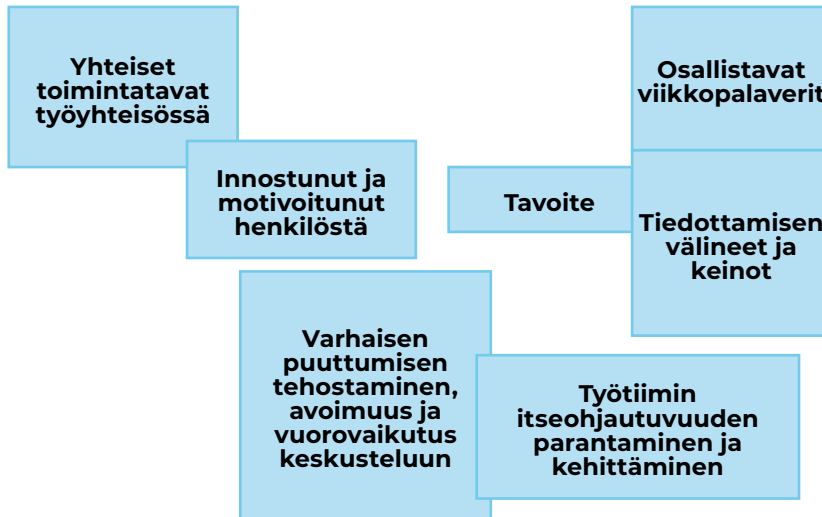 Yhteiset
toimintatavat
työyhteisössä
Osallistavat
viikkopalaverit
Innostunut ja
motivoitunut
henkilöstä
Tavoite
Tiedottamisen
välineet ja
keinot
Varhaisen
puuttumisen
tehostaminen,
avoimuus ja
vuorovaikutus
keskusteluun
Työtiimin
itseohjautuvuuden
parantaminen ja
kehittäminen